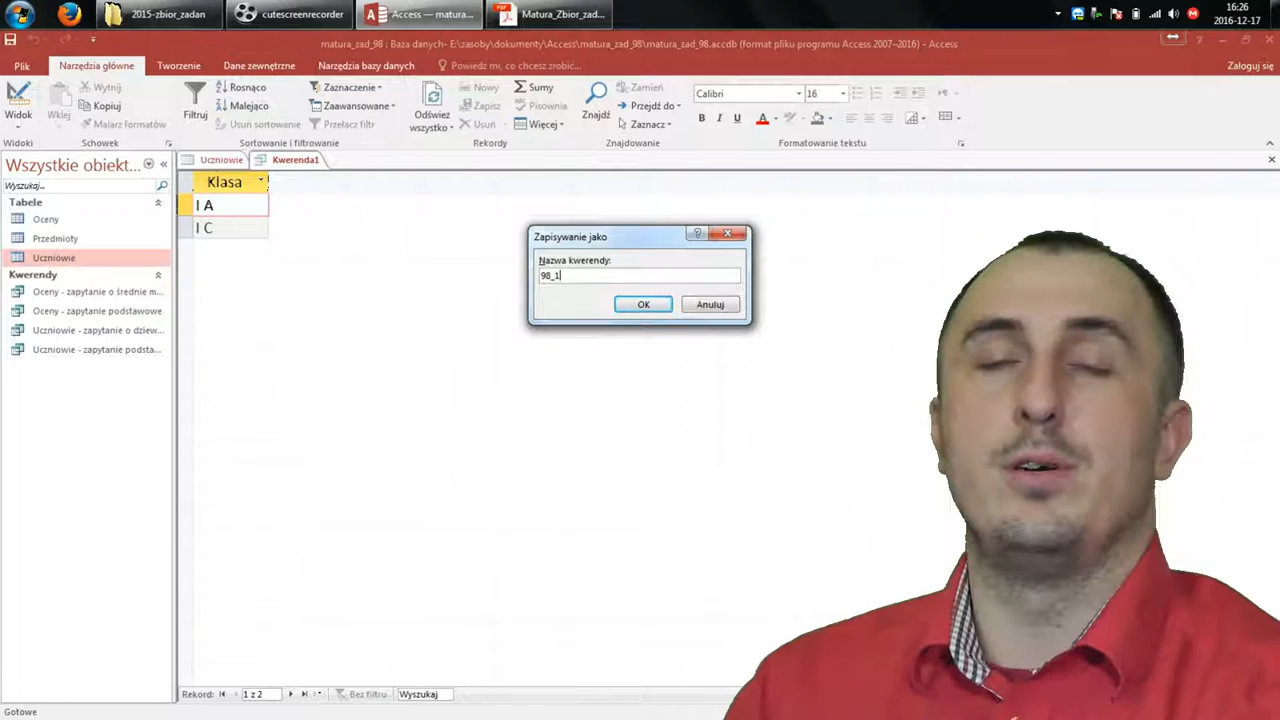 2015-zbior_zadan
cutescreenrecorder
Access — matura...
Matura_Zbior_zad...
16:26
2016-12-17
matura_zad_98 : Baza danych- E:\zasoby\dokumenty\Access\matura_zad_98\matura_zad_98.accdb (format pliku programu Access 2007–2016) - Access
Plik
Narzędzia główne
Tworzenie
Dane zewnętrzne
Narzędzia bazy danych
Powiedz mi, co chcesz zrobić...
Zaloguj się
Widok
Wklej
Wytnij
Kopiuj
Malarz formatów
Filtruj
Rosnąco
Malejąco
Usuń sortowanie
Zaznaczenie
Zaawansowane
Przełącz filtr
Odśwież
wszystko
Nowy
Zapisz
Usuń
Sumy
Pisownia
Więcej
Znajdź
Zamień
Przejdź do
Zaznacz
Calibri
16
B I U
Widoki
Schowek
Sortowanie i filtrowanie
Rekordy
Znajdowanie
Formatowanie tekstu
Wszystkie obiekt...
Wyszukaj...
Tabele
Oceny
Przedmioty
Uczniowie
Kwerendy
Oceny - zapytanie o średnie m...
Oceny - zapytanie podstawowe
Uczniowie - zapytanie o dziew...
Uczniowie - zapytanie podsta...
Uczniowie
Kwerenda1
Klasa
I A
I C
Zapisywanie jako
Nazwa kwerendy:
98_1
OK
Anuluj
Rekord:
1 z 2
Bez filtru
Wyszukaj
Gotowe